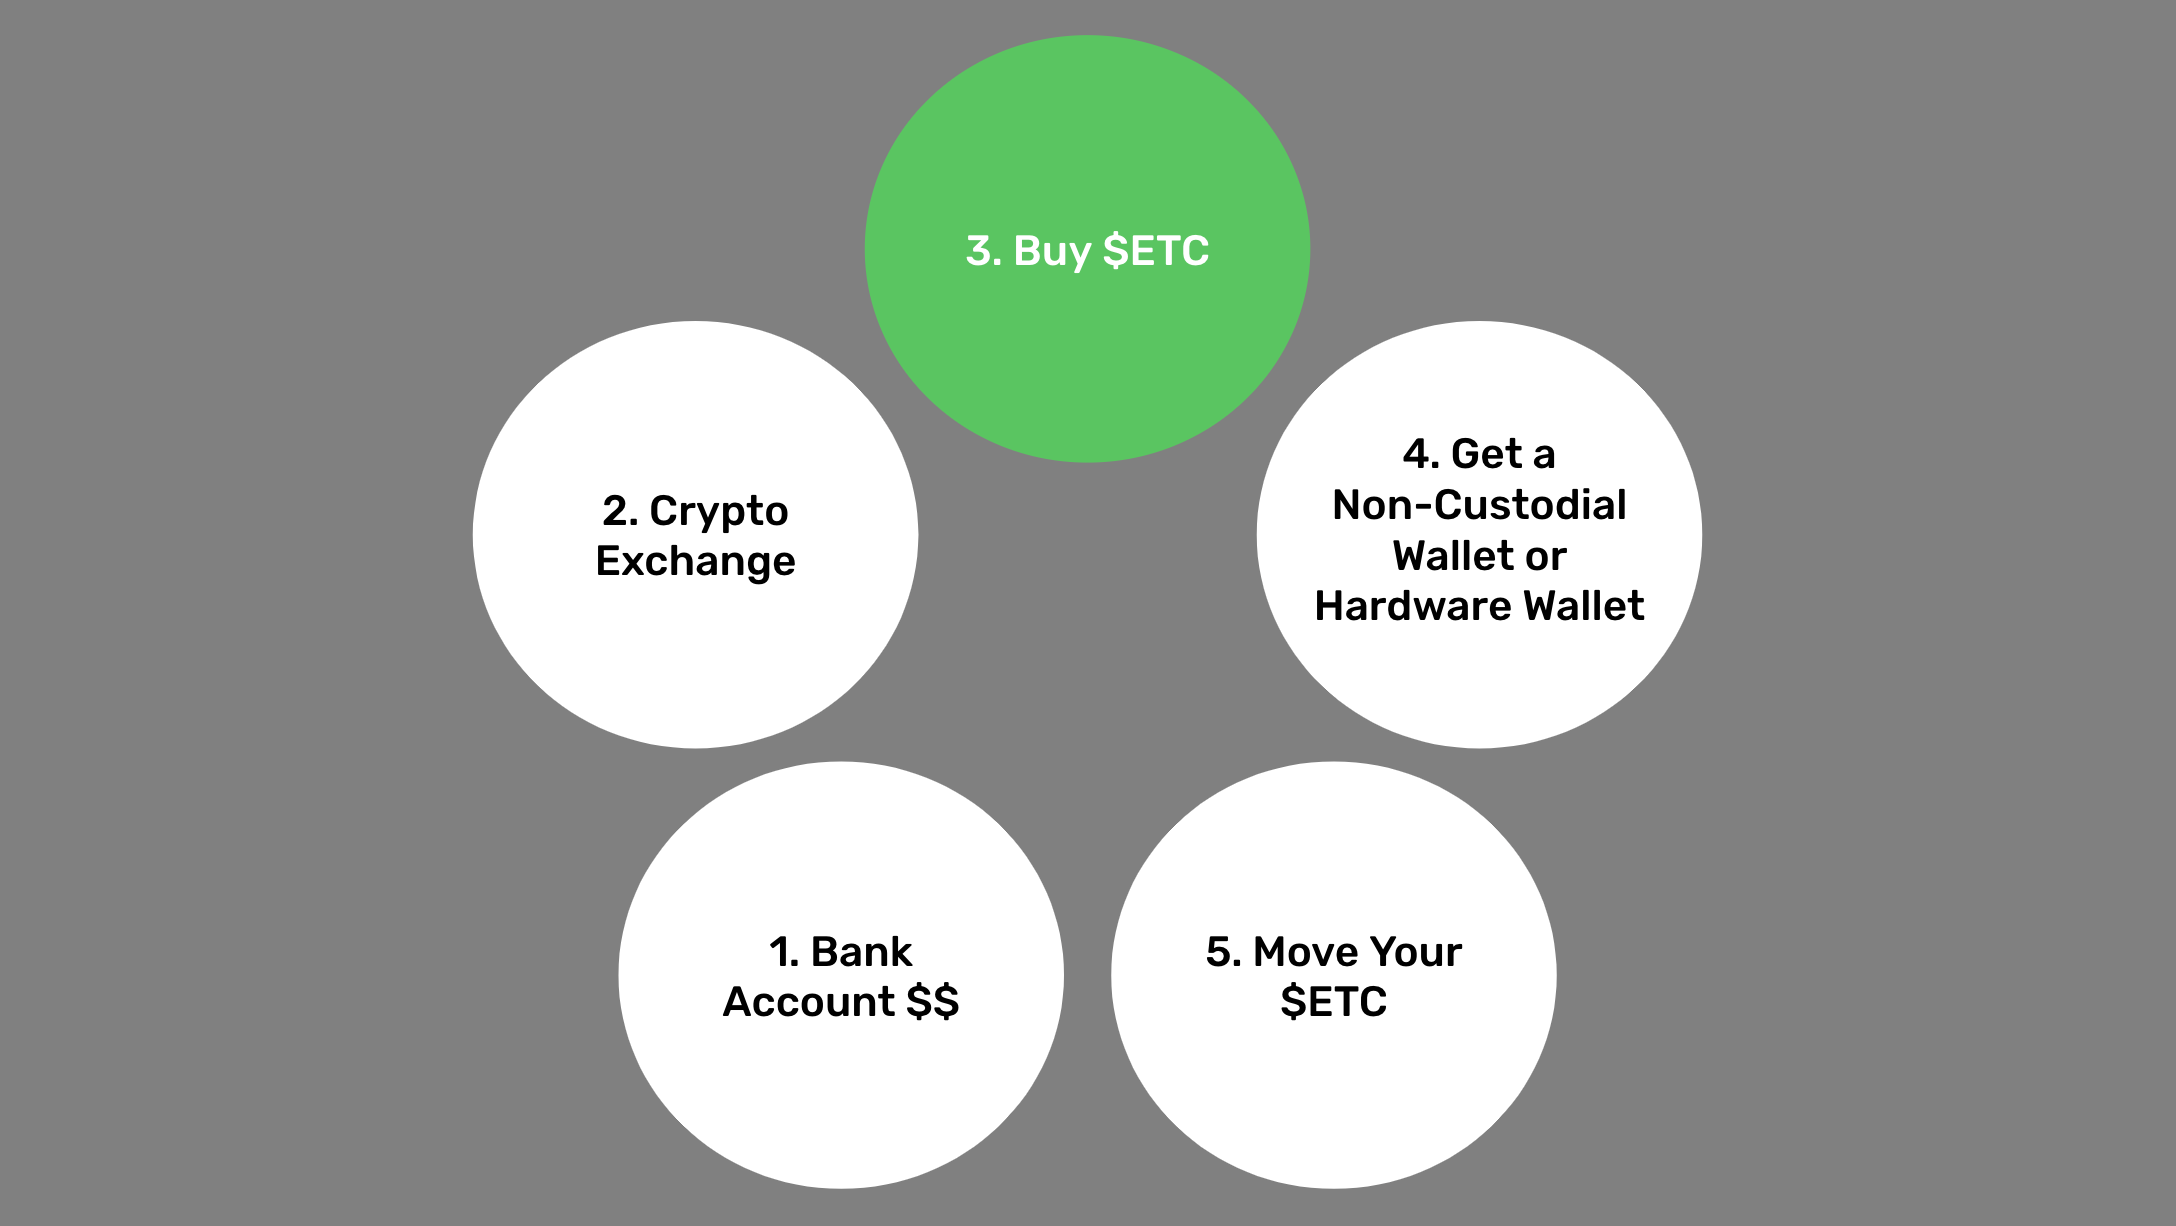 3. Buy $ETC
2. Crypto
Exchange
4. Get a
Non-Custodial
Wallet or
Hardware Wallet
1. Bank
Account $$
5. Move Your
$ETC